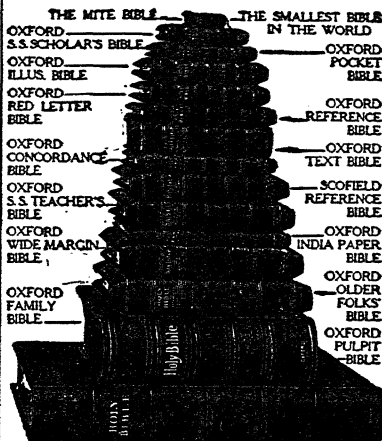 THE MITE BIBLE
THE SMALLEST BIBLE
IN THE WORLD
OXFORD
S.S. SCHOLAR'S BIBLE
OXFORD
POCKET
BIBLE
OXFORD
ILLUS. BIBLE
OXFORD
RED LETTER
BIBLE
OXFORD
REFERENCE
BIBLE
OXFORD
CONCORDANCE
BIBLE
OXFORD
TEXT BIBLE
OXFORD
S.S. TEACHER'S
BIBLE
SCOFIELD
REFERENCE
BIBLE
OXFORD
WIDE MARGIN
BIBLE
OXFORD
INDIA PAPER
BIBLE
OXFORD
OLDER
FOLKS'
BIBLE
OXFORD
FAMILY
BIBLE
OXFORD
PULPIT
BIBLE
Holy Bible
HOLY
BIBLE